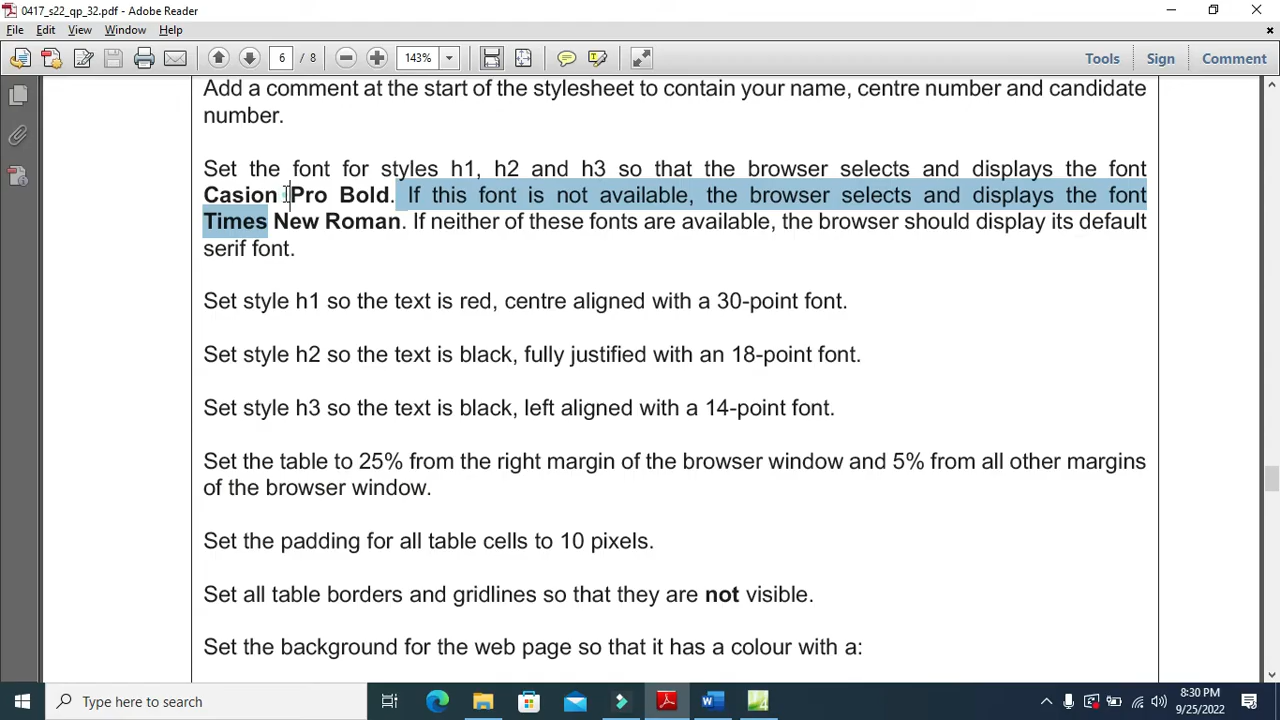 0417_s22_qp_32.pdf - Adobe Reader
File Edit View Window Help
6 / 8 143% Tools Sign Comment
Add a comment at the start of the stylesheet to contain your name, centre number and candidate
number.
Set the font for styles h1, h2 and h3 so that the browser selects and displays the font
Casion Pro Bold. If this font is not available, the browser selects and displays the font
Times New Roman. If neither of these fonts are available, the browser should display its default
serif font.
Set style h1 so the text is red, centre aligned with a 30-point font.
Set style h2 so the text is black, fully justified with an 18-point font.
Set style h3 so the text is black, left aligned with a 14-point font.
Set the table to 25% from the right margin of the browser window and 5% from all other margins
of the browser window.
Set the padding for all table cells to 10 pixels.
Set all table borders and gridlines so that they are not visible.
Set the background for the web page so that it has a colour with a:
Type here to search
8:30 PM
9/25/2022